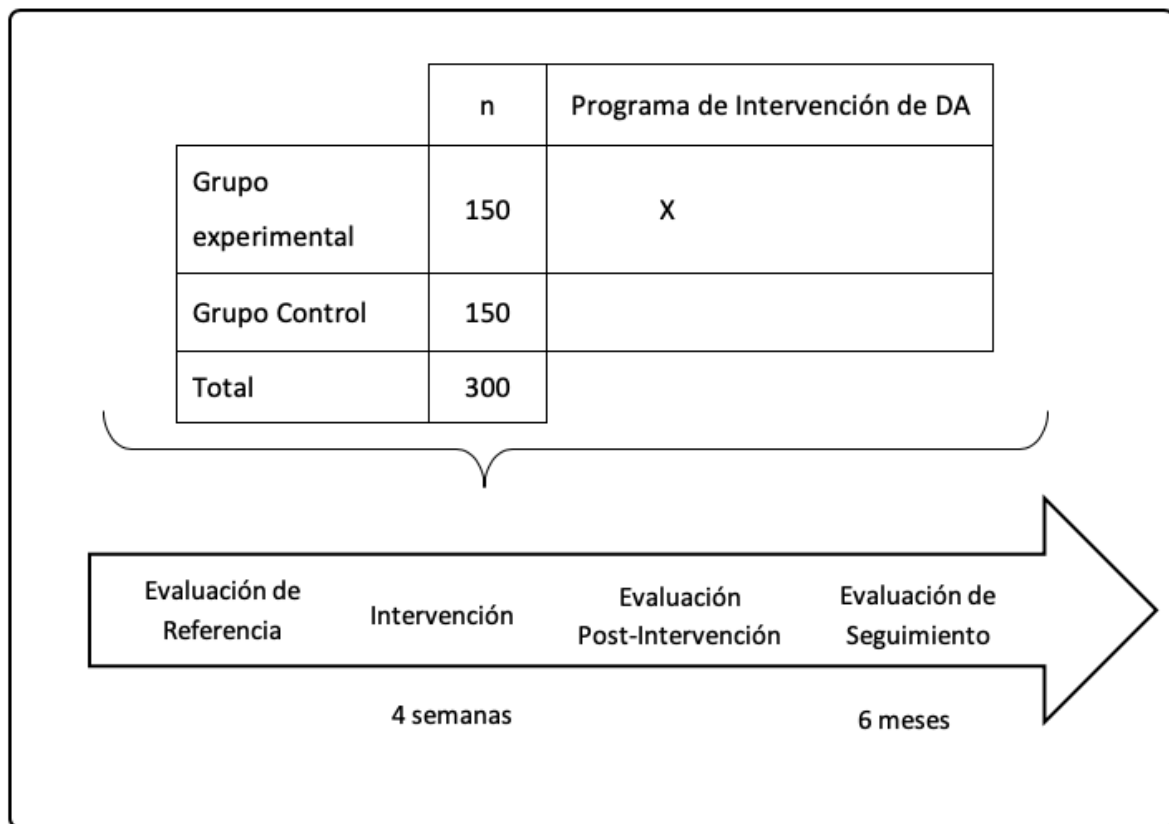 n
Programa de Intervención de DA
Grupo
experimental
150
X
Grupo Control
150
Total
300
Evaluación de
Referencia
Intervención
Evaluación
Post-Intervención
Evaluación de
Seguimiento
4 semanas
6 meses